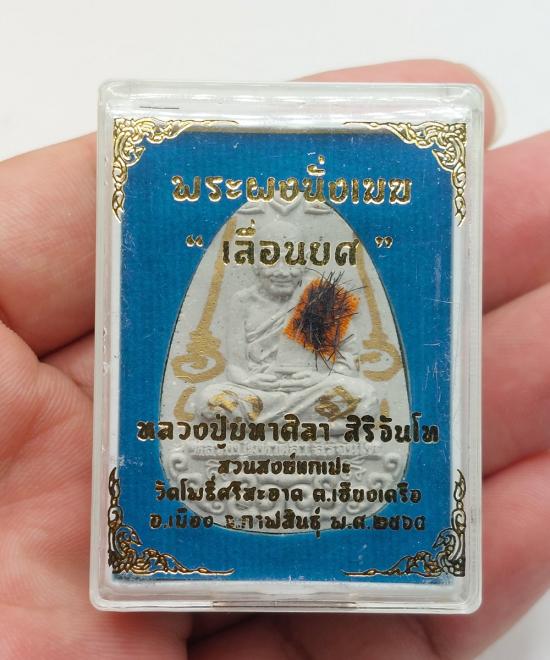 พระผงนั่งเมฆ
“ เลื่อนยศ ”
หลวงปู่มหาศิลา สิริจันโท
สวนสงฆ์แกเปะ
วัดโพธิ์ศรีสะอาด ต.เชียงเครือ
อ.เมือง จ.กาฬสินธุ์ พ.ศ.๒๕๖๕